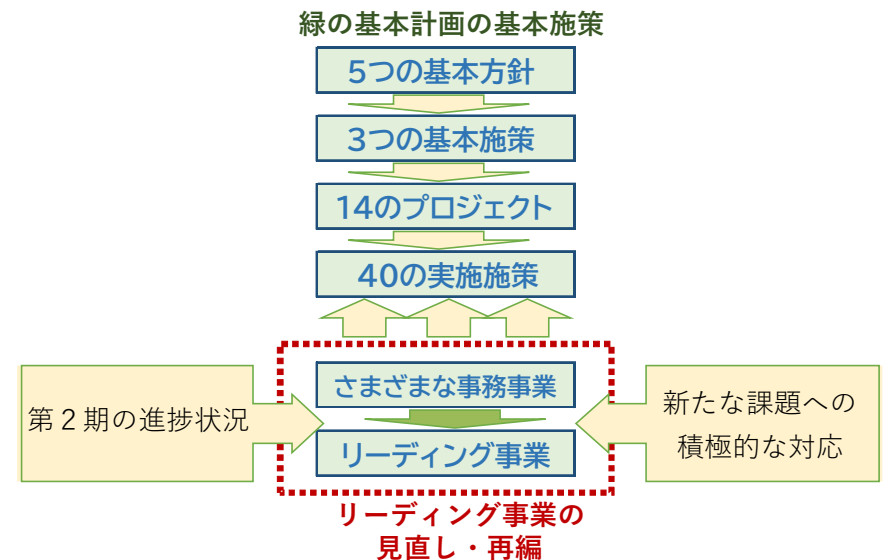 緑の基本計画の基本施策
5つの基本方針
3つの基本施策
14のプロジェクト
40の実施施策
さまざまな事務事業
第２期の進捗状況
新たな課題への
積極的な対応
リーディング事業
リーディング事業の
見直し・再編